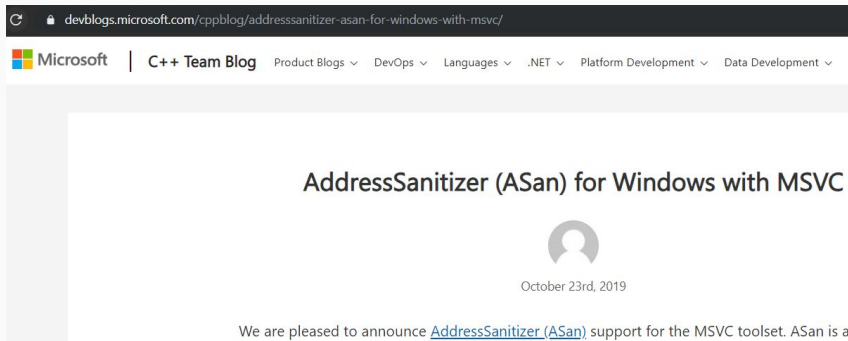 devblogs.microsoft.com/cppblog/addresssanitizer-asan-for-windows-with-msvc/
Microsoft C++ Team Blog Product Blogs DevOps Languages .NET Platform Development Data Development
AddressSanitizer (ASan) for Windows with MSVC
October 23rd, 2019
We are pleased to announce AddressSanitizer (ASan) support for the MSVC toolset. ASan is a